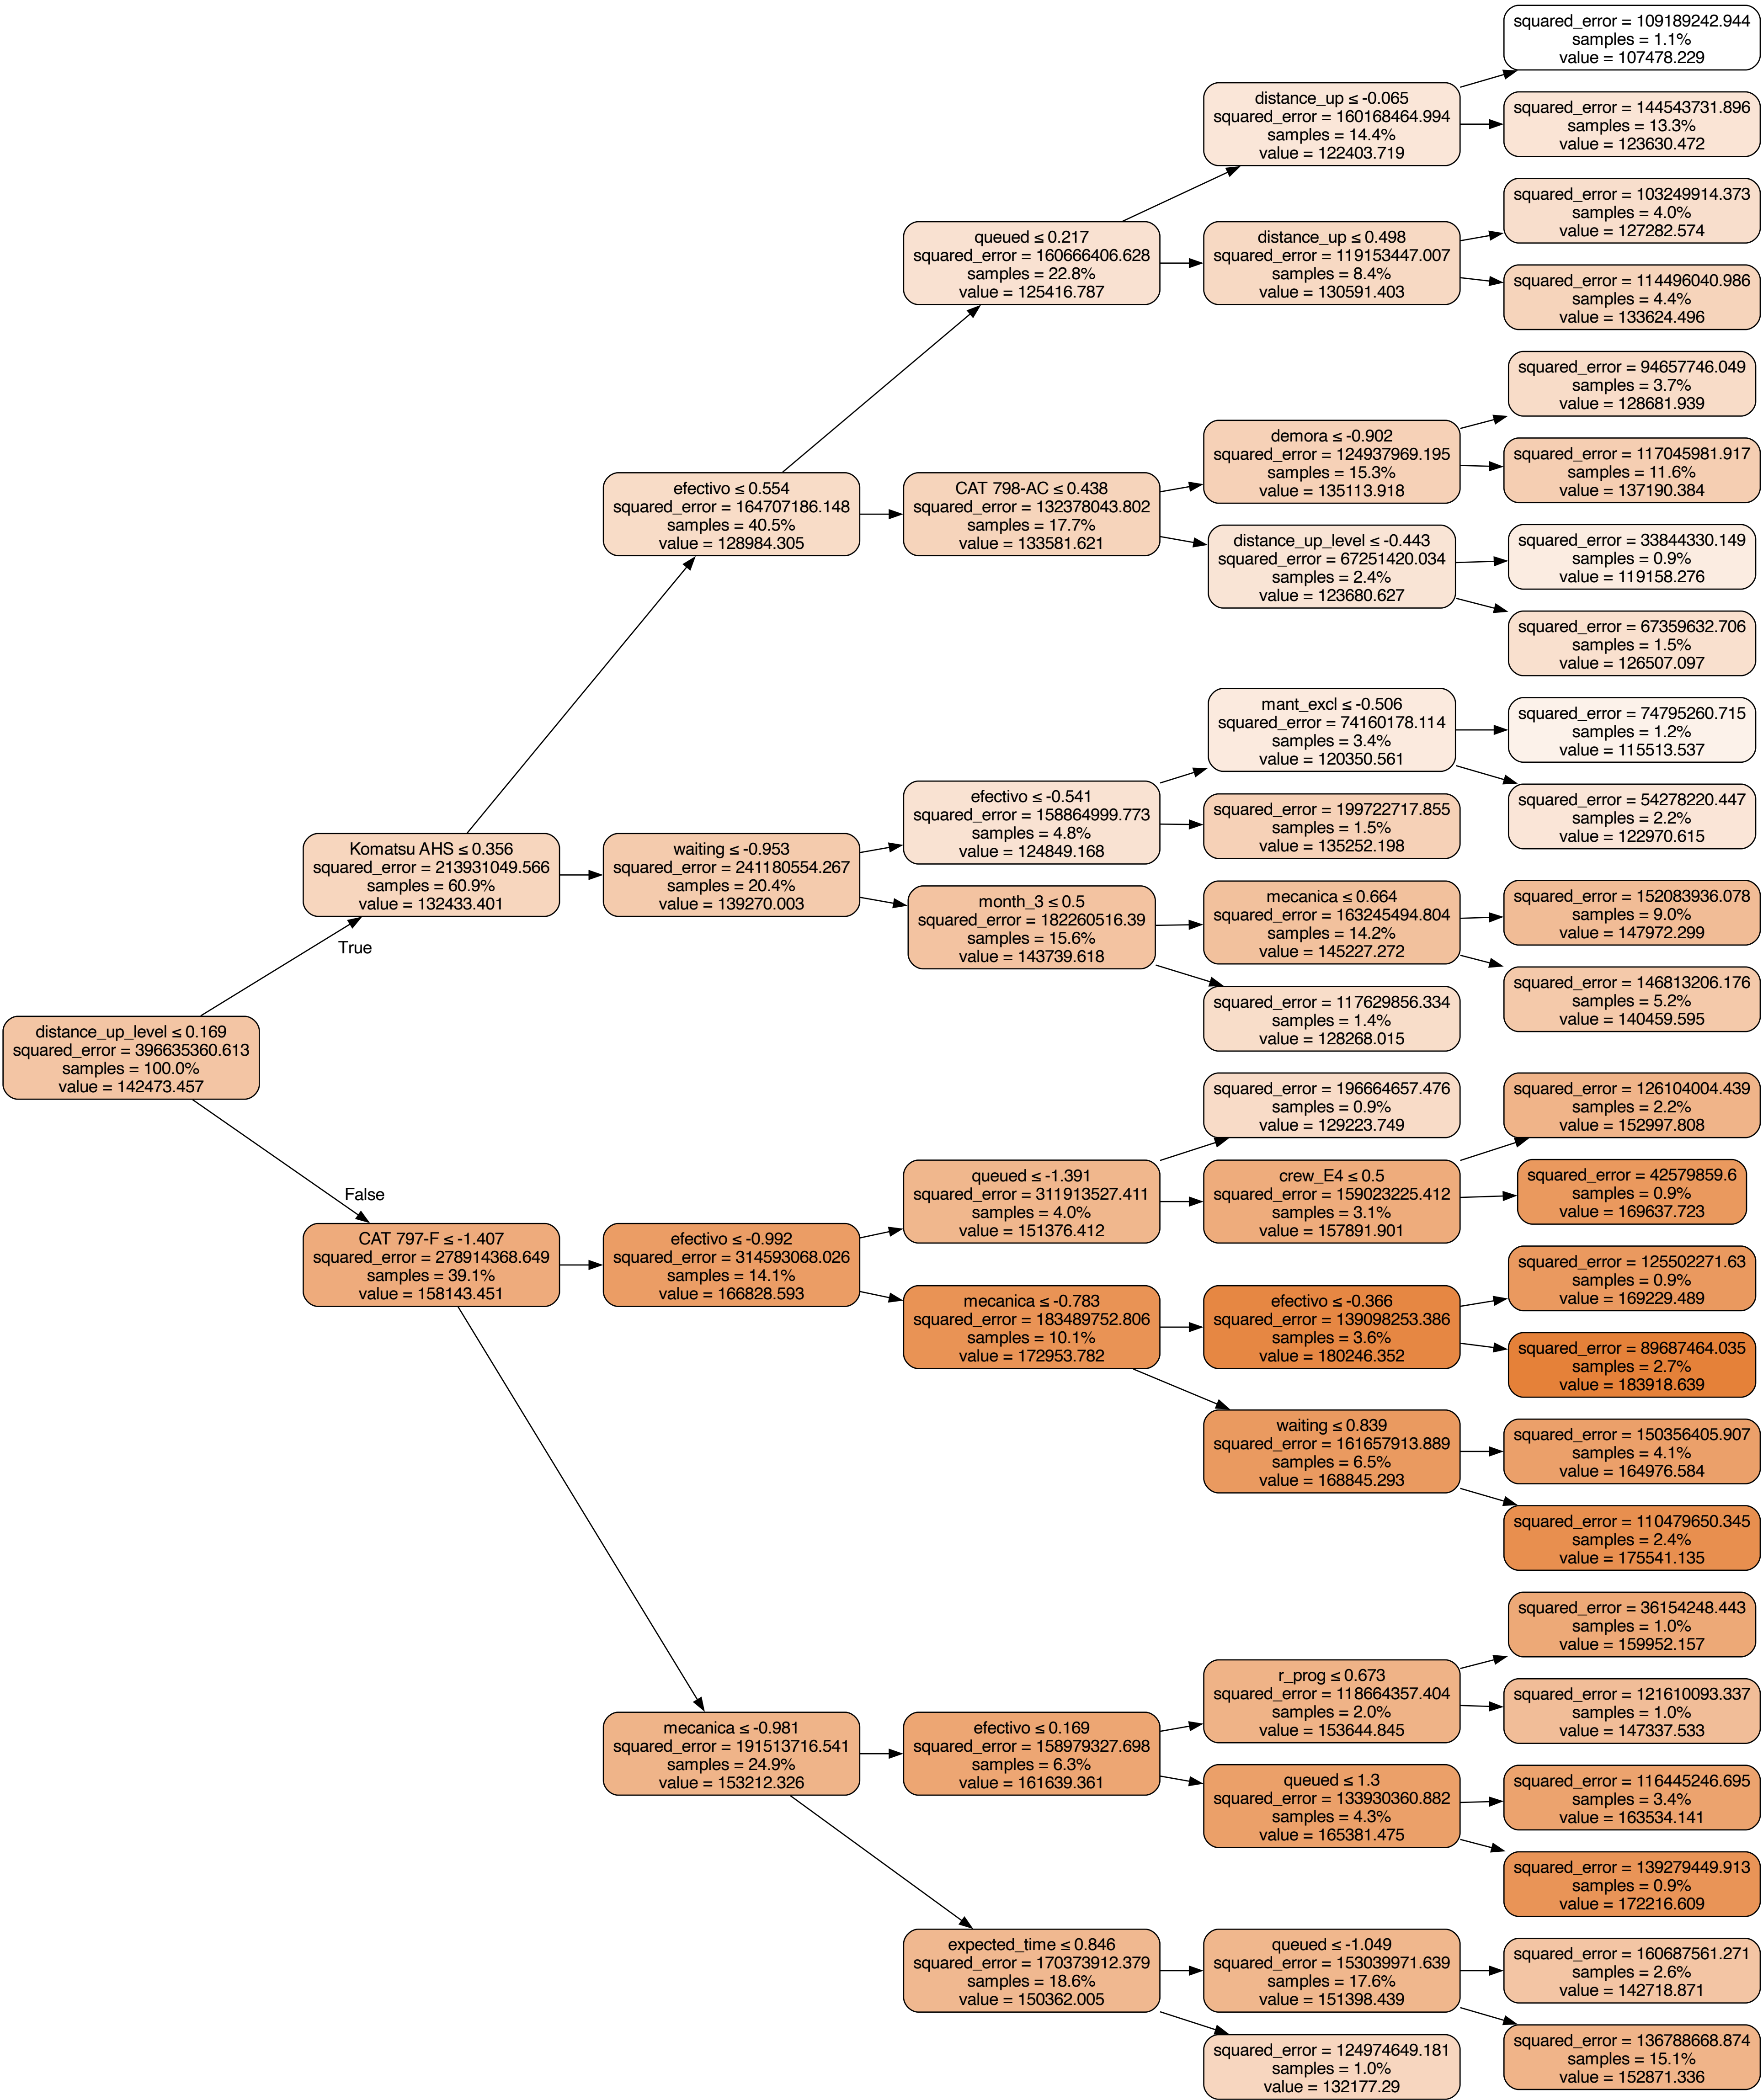 squared_error = 109189242.944
samples = 1.1%
value = 107478.229
distance_up ≤ -0.065
squared_error = 160168464.994
samples = 14.4%
value = 122403.719
squared_error = 144543731.896
samples = 13.3%
value = 123630.472
squared_error = 103249914.373
samples = 4.0%
value = 127282.574
queued ≤ 0.217
squared_error = 160666406.628
samples = 22.8%
value = 125416.787
distance_up ≤ 0.498
squared_error = 119153447.007
samples = 8.4%
value = 130591.403
squared_error = 114496040.986
samples = 4.4%
value = 133624.496
squared_error = 94657746.049
samples = 3.7%
value = 128681.939
demora ≤ -0.902
squared_error = 124937969.195
samples = 15.3%
value = 135113.918
squared_error = 117045981.917
samples = 11.6%
value = 137190.384
efectivo ≤ 0.554
squared_error = 164707186.148
samples = 40.5%
value = 128984.305
CAT 798-AC ≤ 0.438
squared_error = 132378043.802
samples = 17.7%
value = 133581.621
distance_up_level ≤ -0.443
squared_error = 67251420.034
samples = 2.4%
value = 123680.627
squared_error = 33844330.149
samples = 0.9%
value = 119158.276
squared_error = 67359632.706
samples = 1.5%
value = 126507.097
mant_excl ≤ -0.506
squared_error = 74160178.114
samples = 3.4%
value = 120350.561
squared_error = 74795260.715
samples = 1.2%
value = 115513.537
efectivo ≤ -0.541
squared_error = 158864999.773
samples = 4.8%
value = 124849.168
squared_error = 199722717.855
samples = 1.5%
value = 135252.198
squared_error = 54278220.447
samples = 2.2%
value = 122970.615
Komatsu AHS ≤ 0.356
squared_error = 213931049.566
samples = 60.9%
value = 132433.401
waiting ≤ -0.953
squared_error = 241180554.267
samples = 20.4%
value = 139270.003
month_3 ≤ 0.5
squared_error = 182260516.39
samples = 15.6%
value = 143739.618
mecanica ≤ 0.664
squared_error = 163245494.804
samples = 14.2%
value = 145227.272
squared_error = 152083936.078
samples = 9.0%
value = 147972.299
True
squared_error = 146813206.176
samples = 5.2%
value = 140459.595
squared_error = 117629856.334
samples = 1.4%
value = 128268.015
distance_up_level ≤ 0.169
squared_error = 396635360.613
samples = 100.0%
value = 142473.457
squared_error = 196664657.476
samples = 0.9%
value = 129223.749
squared_error = 126104004.439
samples = 2.2%
value = 152997.808
False
queued ≤ -1.391
squared_error = 311913527.411
samples = 4.0%
value = 151376.412
crew_E4 ≤ 0.5
squared_error = 159023225.412
samples = 3.1%
value = 157891.901
squared_error = 42579859.6
samples = 0.9%
value = 169637.723
CAT 797-F ≤ -1.407
squared_error = 278914368.649
samples = 39.1%
value = 158143.451
efectivo ≤ -0.992
squared_error = 314593068.026
samples = 14.1%
value = 166828.593
squared_error = 125502271.63
samples = 0.9%
value = 169229.489
mecanica ≤ -0.783
squared_error = 183489752.806
samples = 10.1%
value = 172953.782
efectivo ≤ -0.366
squared_error = 139098253.386
samples = 3.6%
value = 180246.352
squared_error = 89687464.035
samples = 2.7%
value = 183918.639
waiting ≤ 0.839
squared_error = 161657913.889
samples = 6.5%
value = 168845.293
squared_error = 150356405.907
samples = 4.1%
value = 164976.584
squared_error = 110479650.345
samples = 2.4%
value = 175541.135
squared_error = 36154248.443
samples = 1.0%
value = 159952.157
r_prog ≤ 0.673
squared_error = 118664357.404
samples = 2.0%
value = 153644.845
squared_error = 121610093.337
samples = 1.0%
value = 147337.533
mecanica ≤ -0.981
squared_error = 191513716.541
samples = 24.9%
value = 153212.326
efectivo ≤ 0.169
squared_error = 158979327.698
samples = 6.3%
value = 161639.361
queued ≤ 1.3
squared_error = 133930360.882
samples = 4.3%
value = 165381.475
squared_error = 116445246.695
samples = 3.4%
value = 163534.141
squared_error = 139279449.913
samples = 0.9%
value = 172216.609
expected_time ≤ 0.846
squared_error = 170373912.379
samples = 18.6%
value = 150362.005
queued ≤ -1.049
squared_error = 153039971.639
samples = 17.6%
value = 151398.439
squared_error = 160687561.271
samples = 2.6%
value = 142718.871
squared_error = 124974649.181
samples = 1.0%
value = 132177.29
squared_error = 136788668.874
samples = 15.1%
value = 152871.336